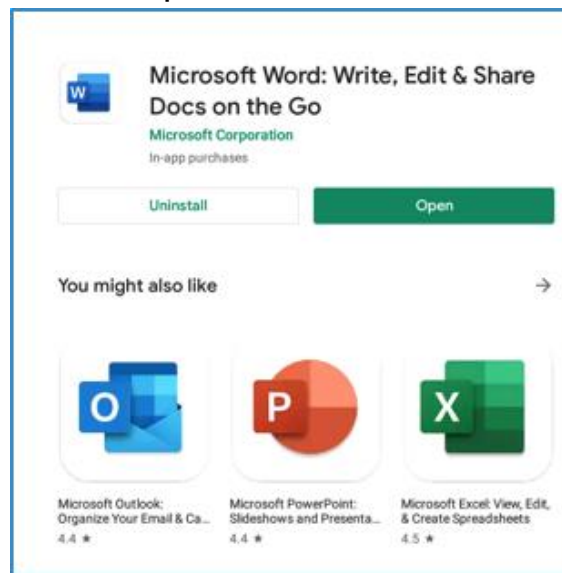 Microsoft Word: Write, Edit & Share
Docs on the Go
Microsoft Corporation
In-app purchases
Uninstall
Open
You might also like
Microsoft Outlook:
Organize Your Email & Ca...
4.4 ★
Microsoft PowerPoint:
Slideshows and Presenta...
4.4 ★
Microsoft Excel: View, Edit,
& Create Spreadsheets
4.5 ★
W
O
P
X